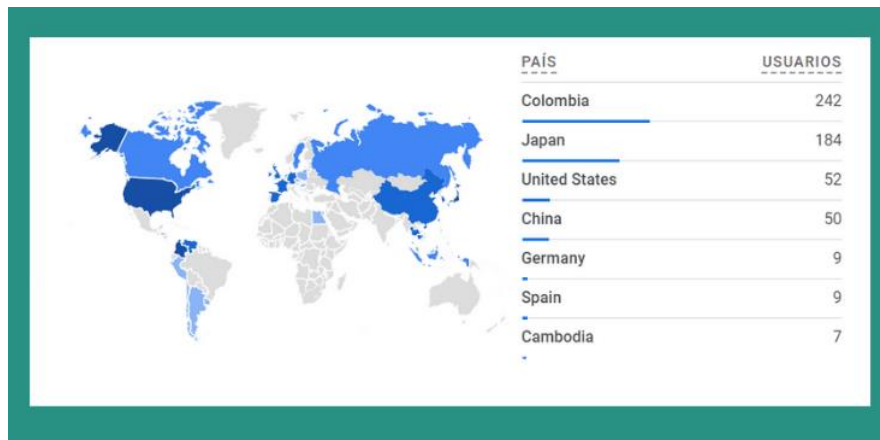 PAÍS USUARIOS
Colombia 242
Japan 184
United States 52
China 50
Germany 9
Spain 9
Cambodia 7